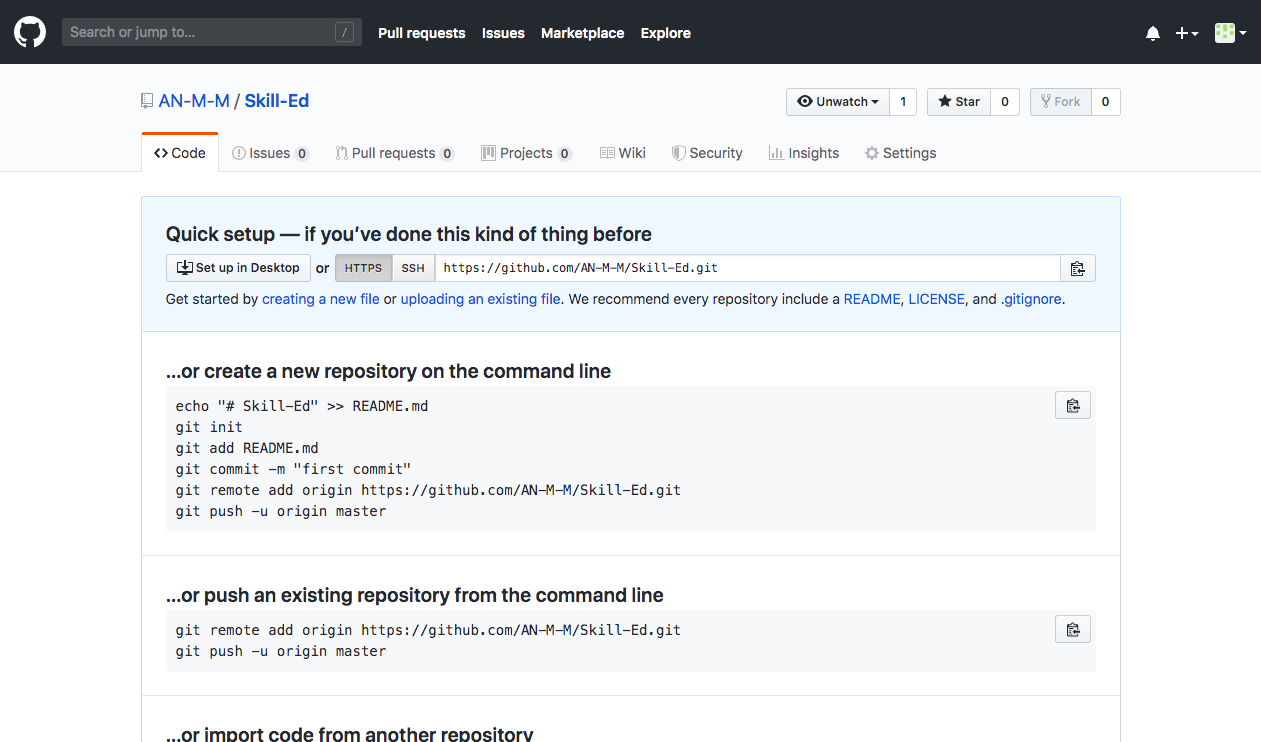 Search or jump to... /
Pull requests Issues Marketplace Explore
AN-M-M / Skill-Ed
Unwatch 1 Star 0 Fork 0
Code Issues 0 Pull requests 0 Projects 0 Wiki Security Insights Settings
Quick setup — if you’ve done this kind of thing before
Set up in Desktop or HTTPS SSH https://github.com/AN-M-M/Skill-Ed.git
Get started by creating a new file or uploading an existing file. We recommend every repository include a README, LICENSE, and .gitignore.
…or create a new repository on the command line
echo "# Skill-Ed" >> README.md
git init
git add README.md
git commit -m "first commit"
git remote add origin https://github.com/AN-M-M/Skill-Ed.git
git push -u origin master
…or push an existing repository from the command line
git remote add origin https://github.com/AN-M-M/Skill-Ed.git
git push -u origin master
…or import code from another repository